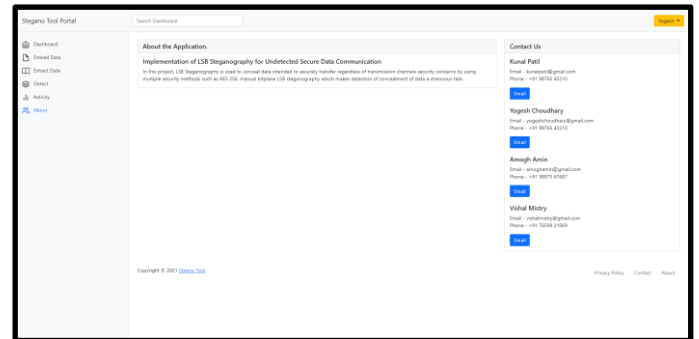 Stegano Tool Portal
Search Dashboard
Yogesh
Dashboard
Embed Data
Extract Data
Detect
Activity
About
About the Application.
Implementation of LSB Steganography for Undetected Secure Data Communication
In this project, LSB Steganography is used to conceal data intended to securely transfer regardless of transmission channels security concerns by using
multiple security methods such as AES-256, manual bitplane LSB steganography which makes detection of concealment of data a strenuous task.
Contact Us
Kunal Patil
Email - kunalpatil@gmail.com
Phone - +91 98765 43210
Email
Yogesh Choudhary
Email - yogeshchoudhary@gmail.com
Phone - +91 99765 43210
Email
Amogh Amin
Email - amoghamin@gmail.com
Phone - +91 98975 67687
Email
Vishal Mistry
Email - vishalmistry@gmail.com
Phone - +91 76598 21069
Email
Copyright © 2021 Stegano Tool
Privacy Policy
Contact
About